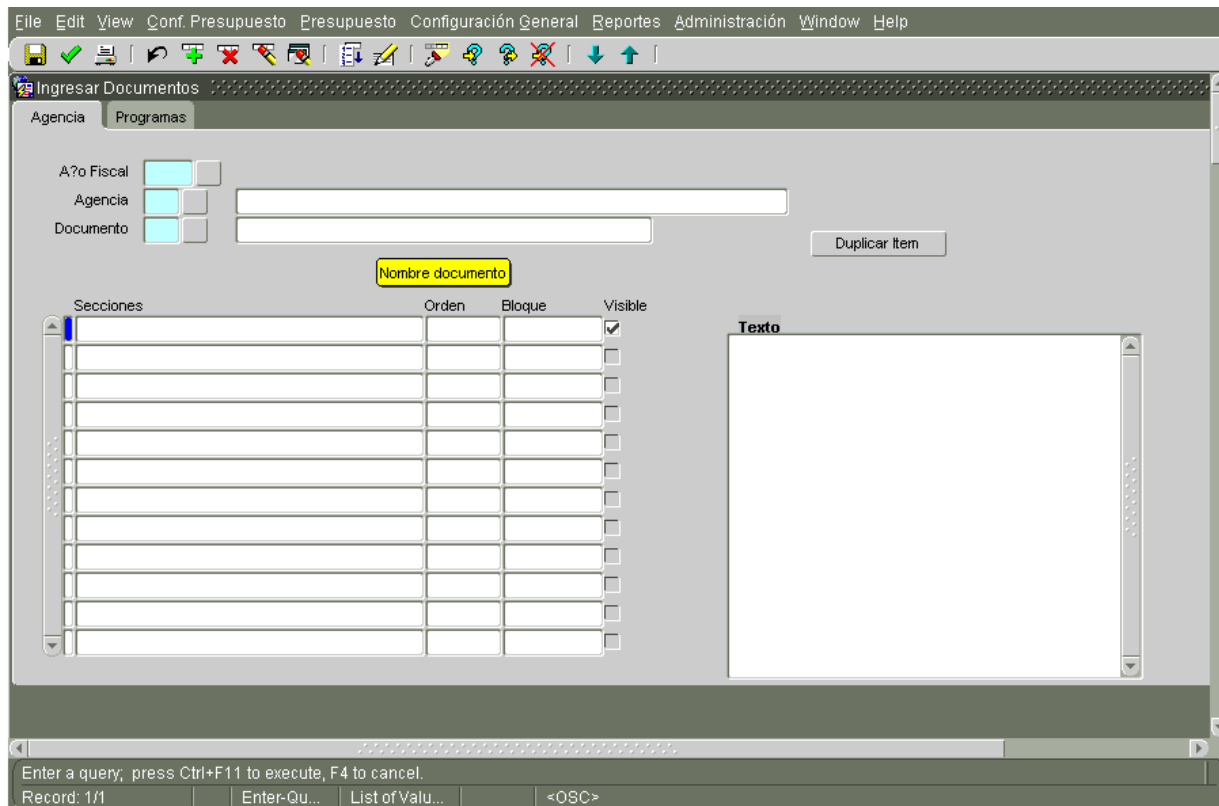 File Edit View Conf. Presupuesto Presupuesto Configuración General Reportes Administración Window Help
Ingresar Documentos
Agencia Programas
A?o Fiscal
Agencia
Documento
Duplicar Item
Nombre documento
Secciones Orden Bloque Visible
Texto
Enter a query; press Ctrl+F11 to execute, F4 to cancel.
Record: 1/1 Enter-Qu... List of Valu... <OSC>